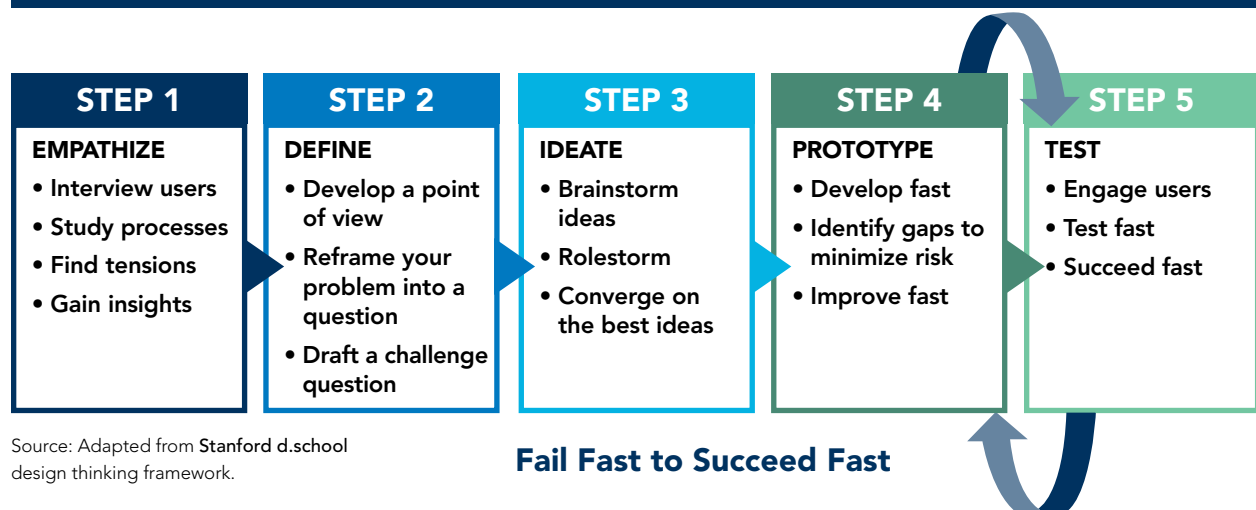 STEP 1
EMPATHIZE
• Interview users
• Study processes
• Find tensions
• Gain insights
STEP 2
DEFINE
• Develop a point
of view
• Reframe your
problem into a
question
• Draft a challenge
question
STEP 3
IDEATE
• Brainstorm
ideas
• Rolestorm
• Converge on
the best ideas
STEP 4
PROTOTYPE
• Develop fast
• Identify gaps to
minimize risk
• Improve fast
STEP 5
TEST
• Engage users
• Test fast
• Succeed fast
Source: Adapted from Stanford d.school
design thinking framework.
Fail Fast to Succeed Fast